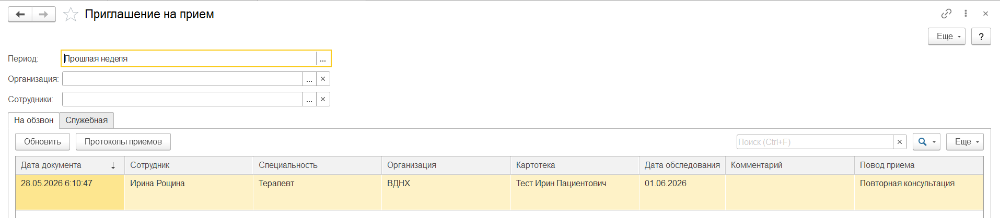 Приглашение на прием
Еще ?
Период: Прошлая неделя ...
Организация: ... ×
Сотрудники: ... ×
На обзвон Служебная
Обновить Протоколы приемов Поиск (Ctrl+F) × Еще
Дата документа ↓ Сотрудник Специальность Организация Картотека Дата обследования Комментарий Повод приема
28.05.2026 6:10:47 Ирина Рощина Терапевт ВДНХ Тест Ирин Пациентович 01.06.2026 Повторная консультация